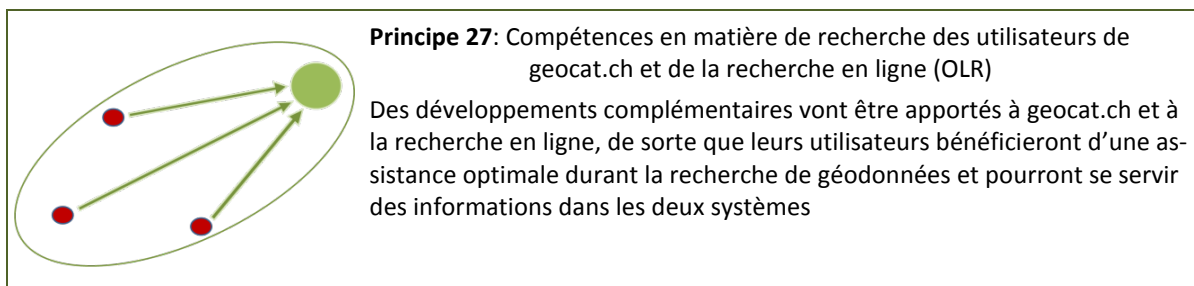 Principe 27: Compétences en matière de recherche des utilisateurs de
geocat.ch et de la recherche en ligne (OLR)
Des développements complémentaires vont être apportés à geocat.ch et à
la recherche en ligne, de sorte que leurs utilisateurs bénéficieront d’une as-
sistance optimale durant la recherche de géodonnées et pourront se servir
des informations dans les deux systèmes